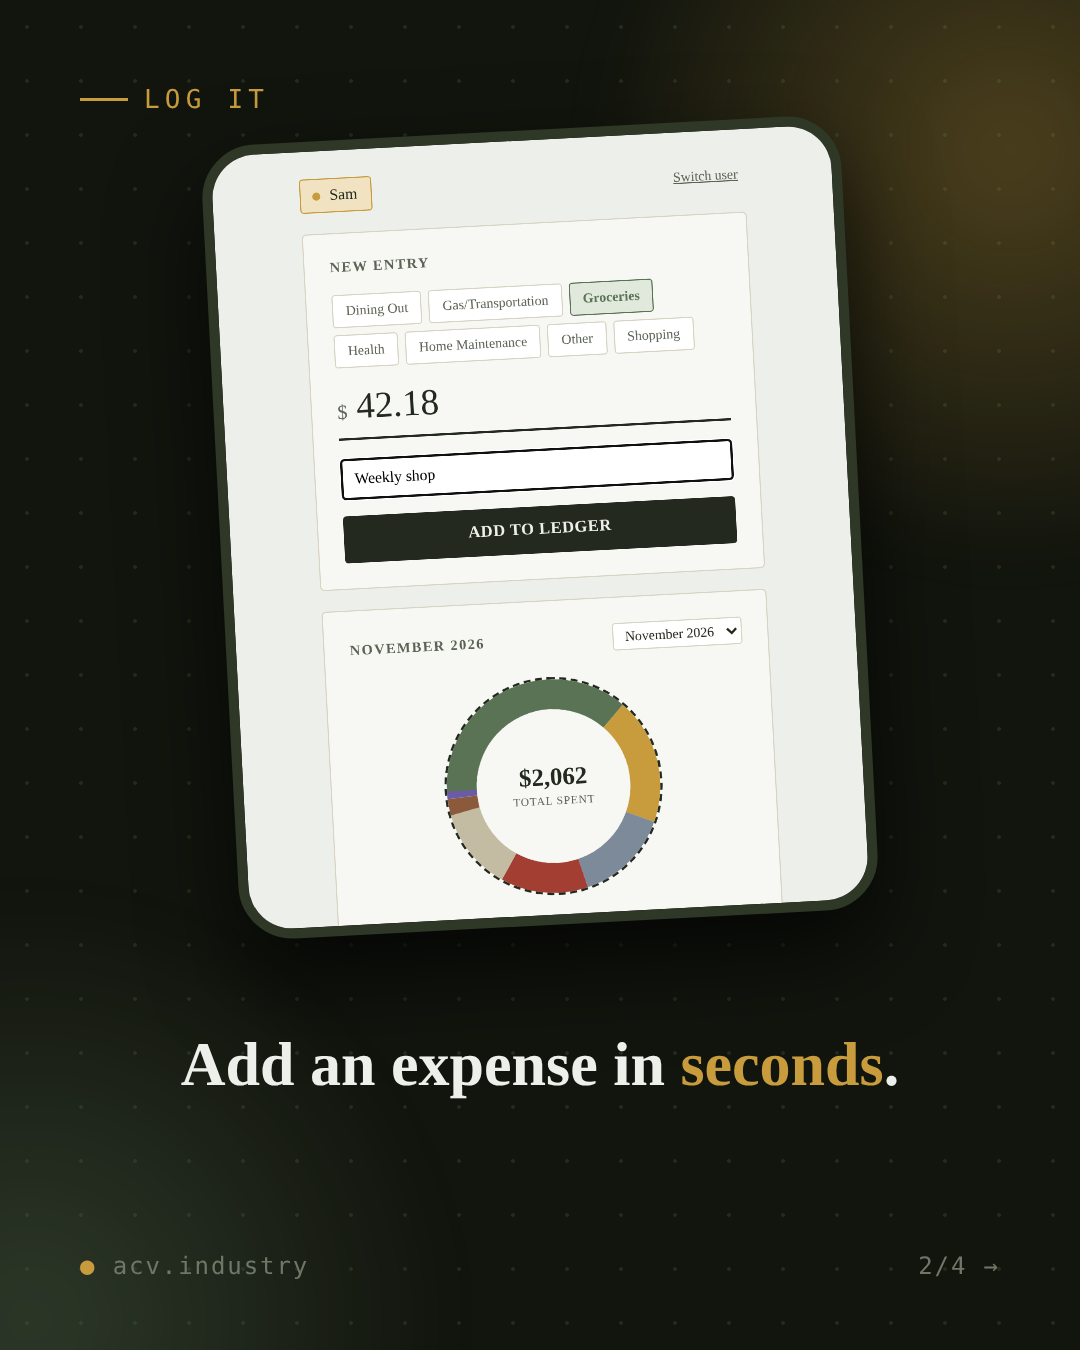 LOG IT
Sam
Switch user
NEW ENTRY
Dining Out Gas/Transportation Groceries
Health Home Maintenance Other Shopping
$ 42.18
Weekly shop
ADD TO LEDGER
NOVEMBER 2026
November 2026
$2,062
TOTAL SPENT
Add an expense in seconds.
acv.industry
2/4 →